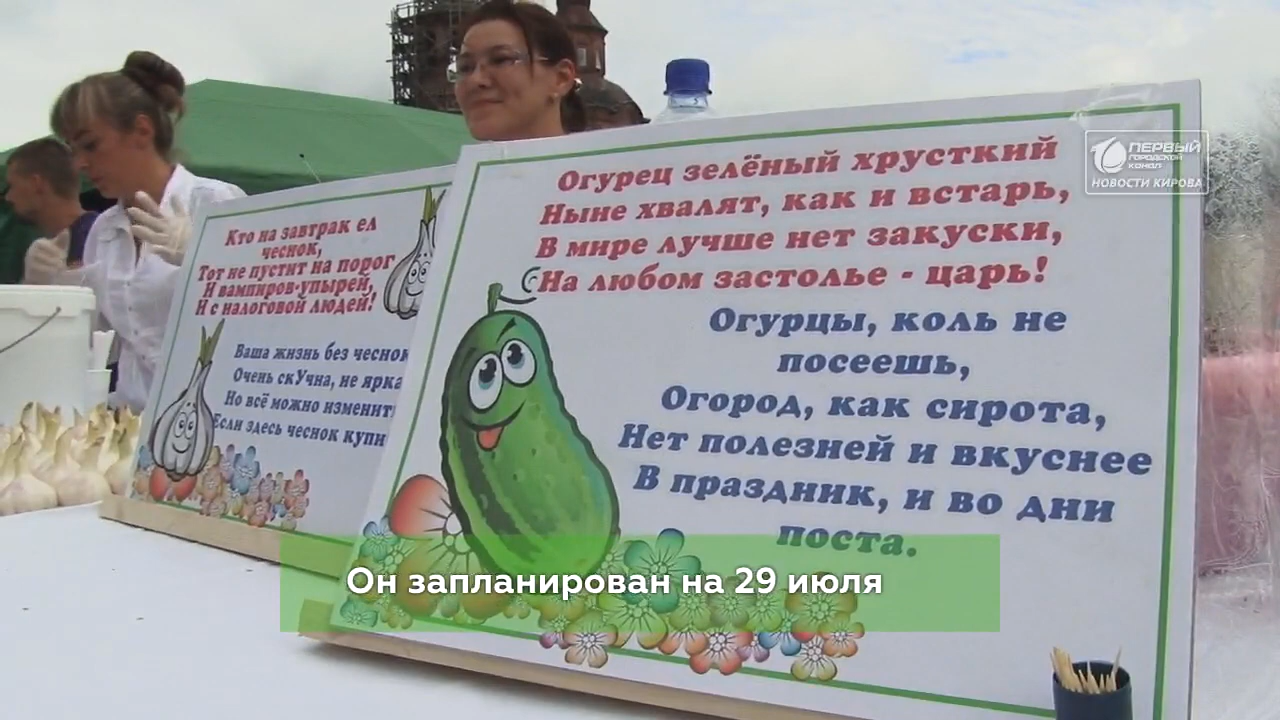 ПЕРВЫЙ
ГОРОДСКОЙ
КАНАЛ
НОВОСТИ КИРОВА
Кто на завтрак ел
чеснок,
Тот не пустит на порог
И вампиров-упырей,
И с налоговой людей!
Ваша жизнь без чеснок
Очень скУчна, не ярка
Но всё можно изменит
Если здесь чеснок купи
Огурец зелёный хрусткий
Ныне хвалят, как и встарь,
В мире лучше нет закуски,
На любом застолье - царь!
Огурцы, коль не
посеешь,
Огород, как сирота,
Нет полезней и вкуснее
В праздник, и во дни
поста.
Он запланирован на 29 июля